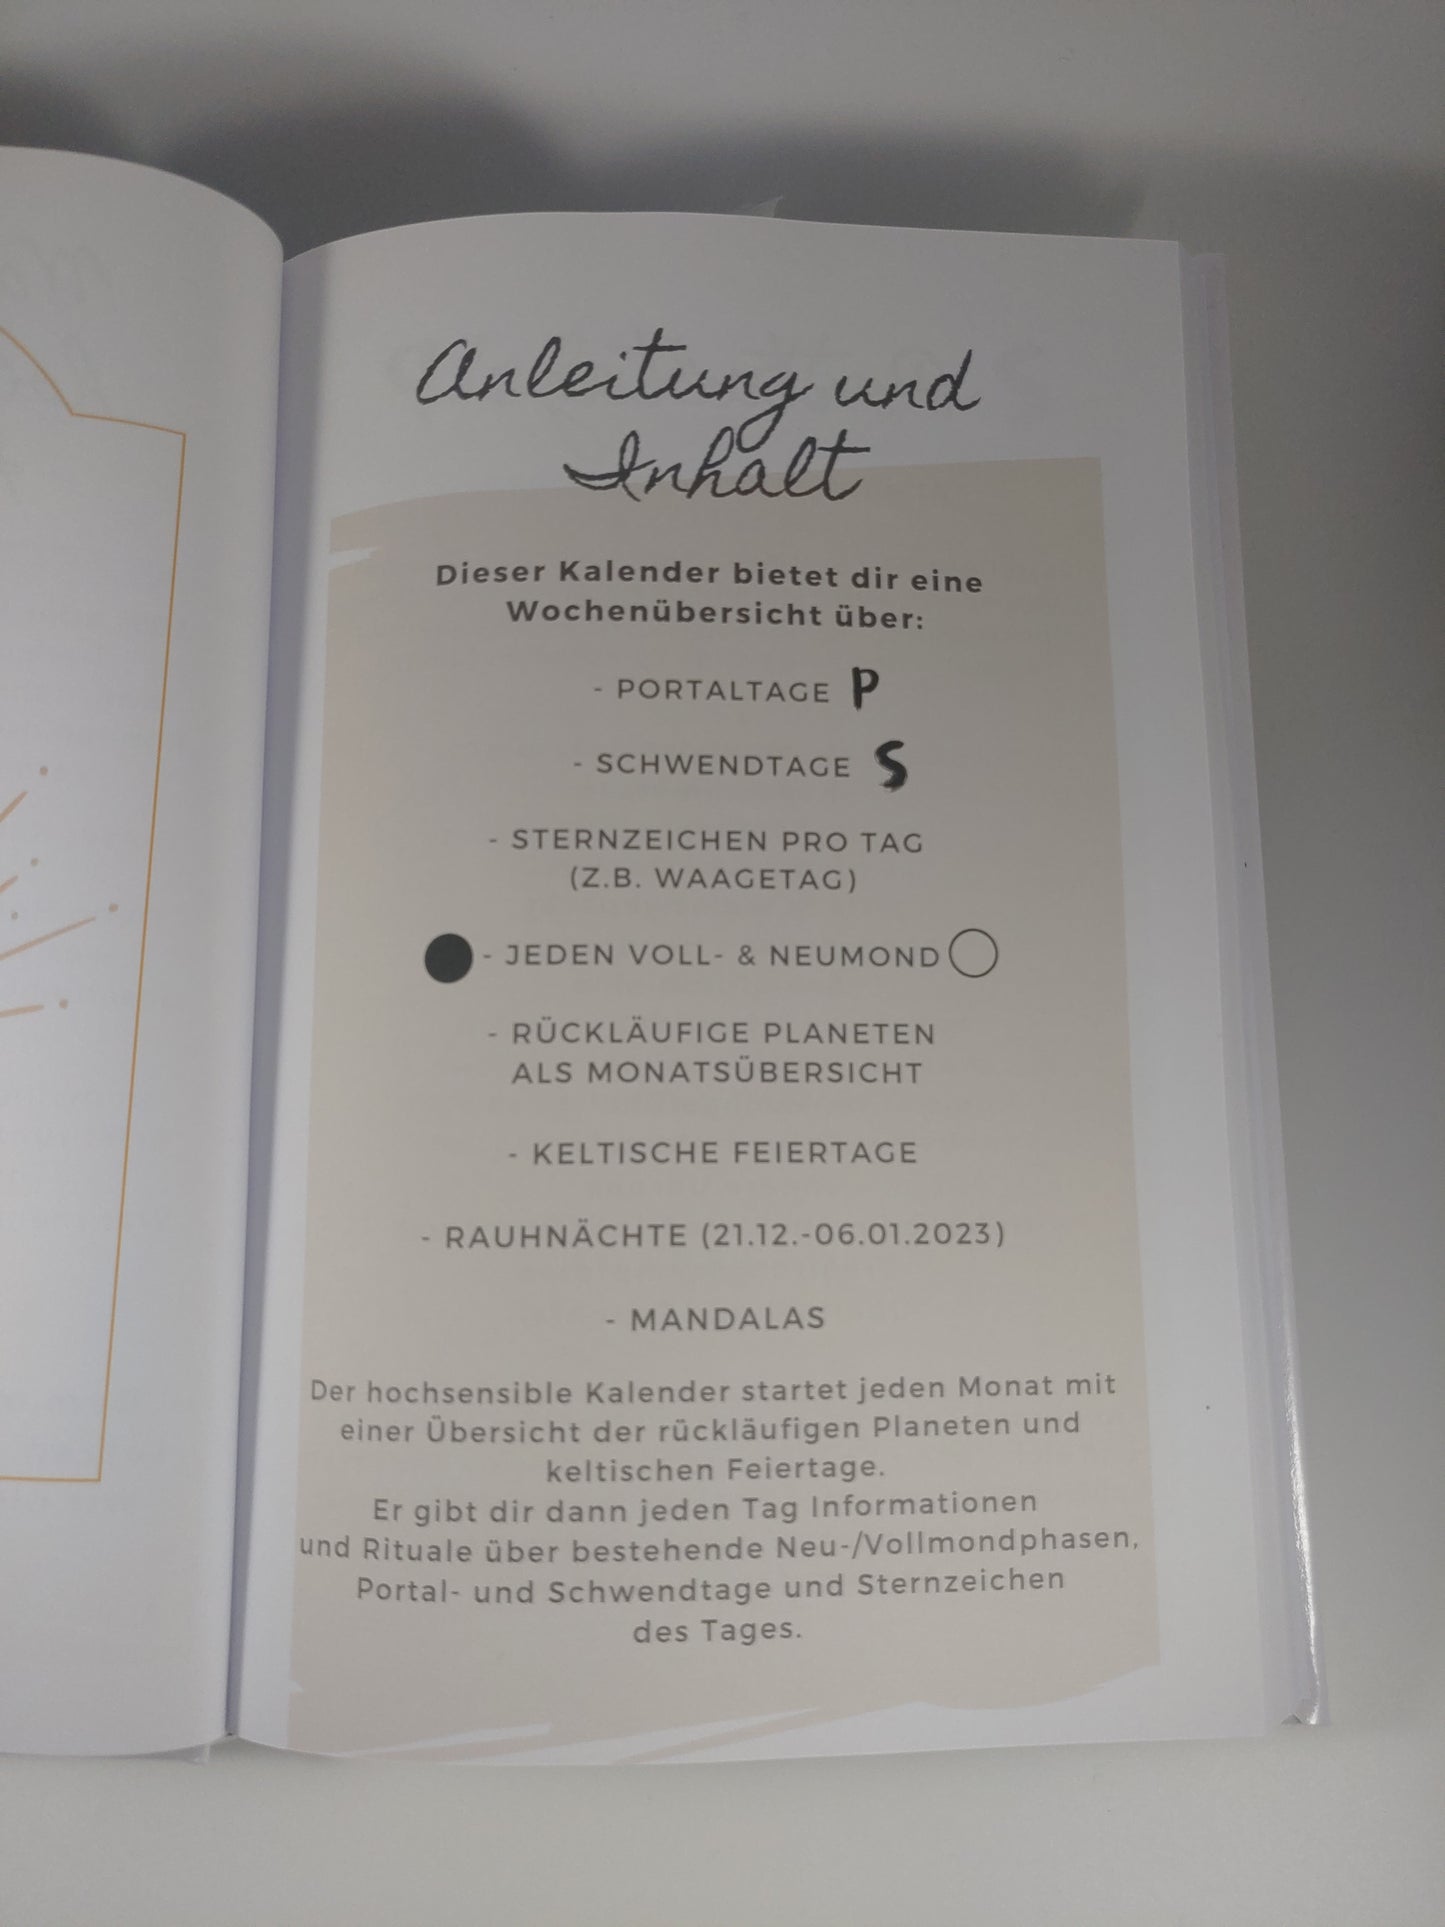 Anleitung und
Inhalt
Dieser Kalender bietet dir eine
Wochenübersicht über:
- PORTALTAGE P
- SCHWENDTAGE S
- STERNZEICHEN PRO TAG
(Z.B. WAAGETAG)
- JEDEN VOLL- & NEUMOND
- RÜCKLÄUFIGE PLANETEN
ALS MONATSÜBERSICHT
- KELTISCHE FEIERTAGE
- RAUHNÄCHTE (21.12.-06.01.2023)
- MANDALAS
Der hochsensible Kalender startet jeden Monat mit
einer Übersicht der rückläufigen Planeten und
keltischen Feiertage.
Er gibt dir dann jeden Tag Informationen
und Rituale über bestehende Neu-/Vollmondphasen,
Portal- und Schwendtage und Sternzeichen
des Tages.